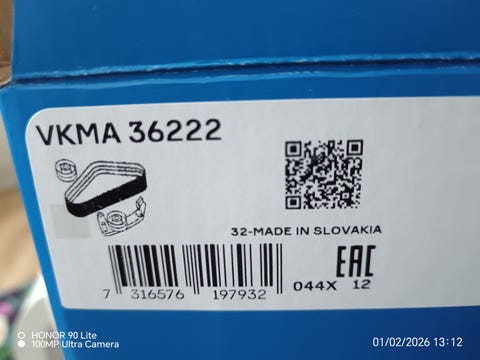 VKMA 36222
32-MADE IN SLOVAKIA
EAC
7 316576 197932 044X 12
HONOR 90 Lite
100MP Ultra Camera
01/02/2026 13:12